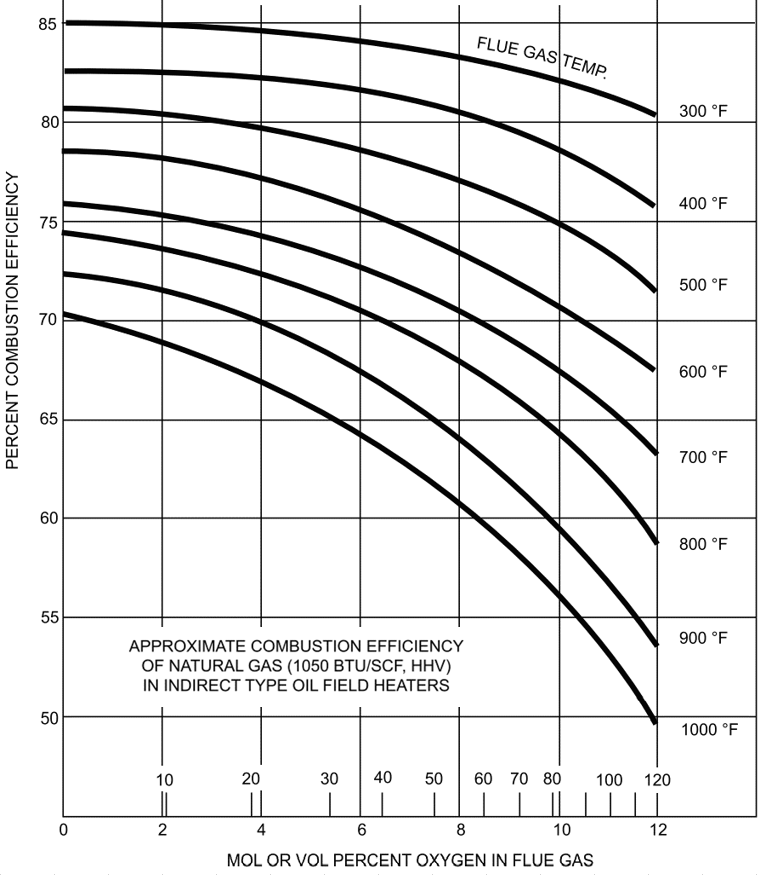 85
80
75
70
65
60
55
50
PERCENT COMBUSTION EFFICIENCY
FLUE GAS TEMP.
300 °F
400 °F
500 °F
600 °F
700 °F
800 °F
900 °F
1000 °F
APPROXIMATE COMBUSTION EFFICIENCY
OF NATURAL GAS (1050 BTU/SCF, HHV)
IN INDIRECT TYPE OIL FIELD HEATERS
10 20 30 40 50 60 70 80 100 120
0 2 4 6 8 10 12
MOL OR VOL PERCENT OXYGEN IN FLUE GAS